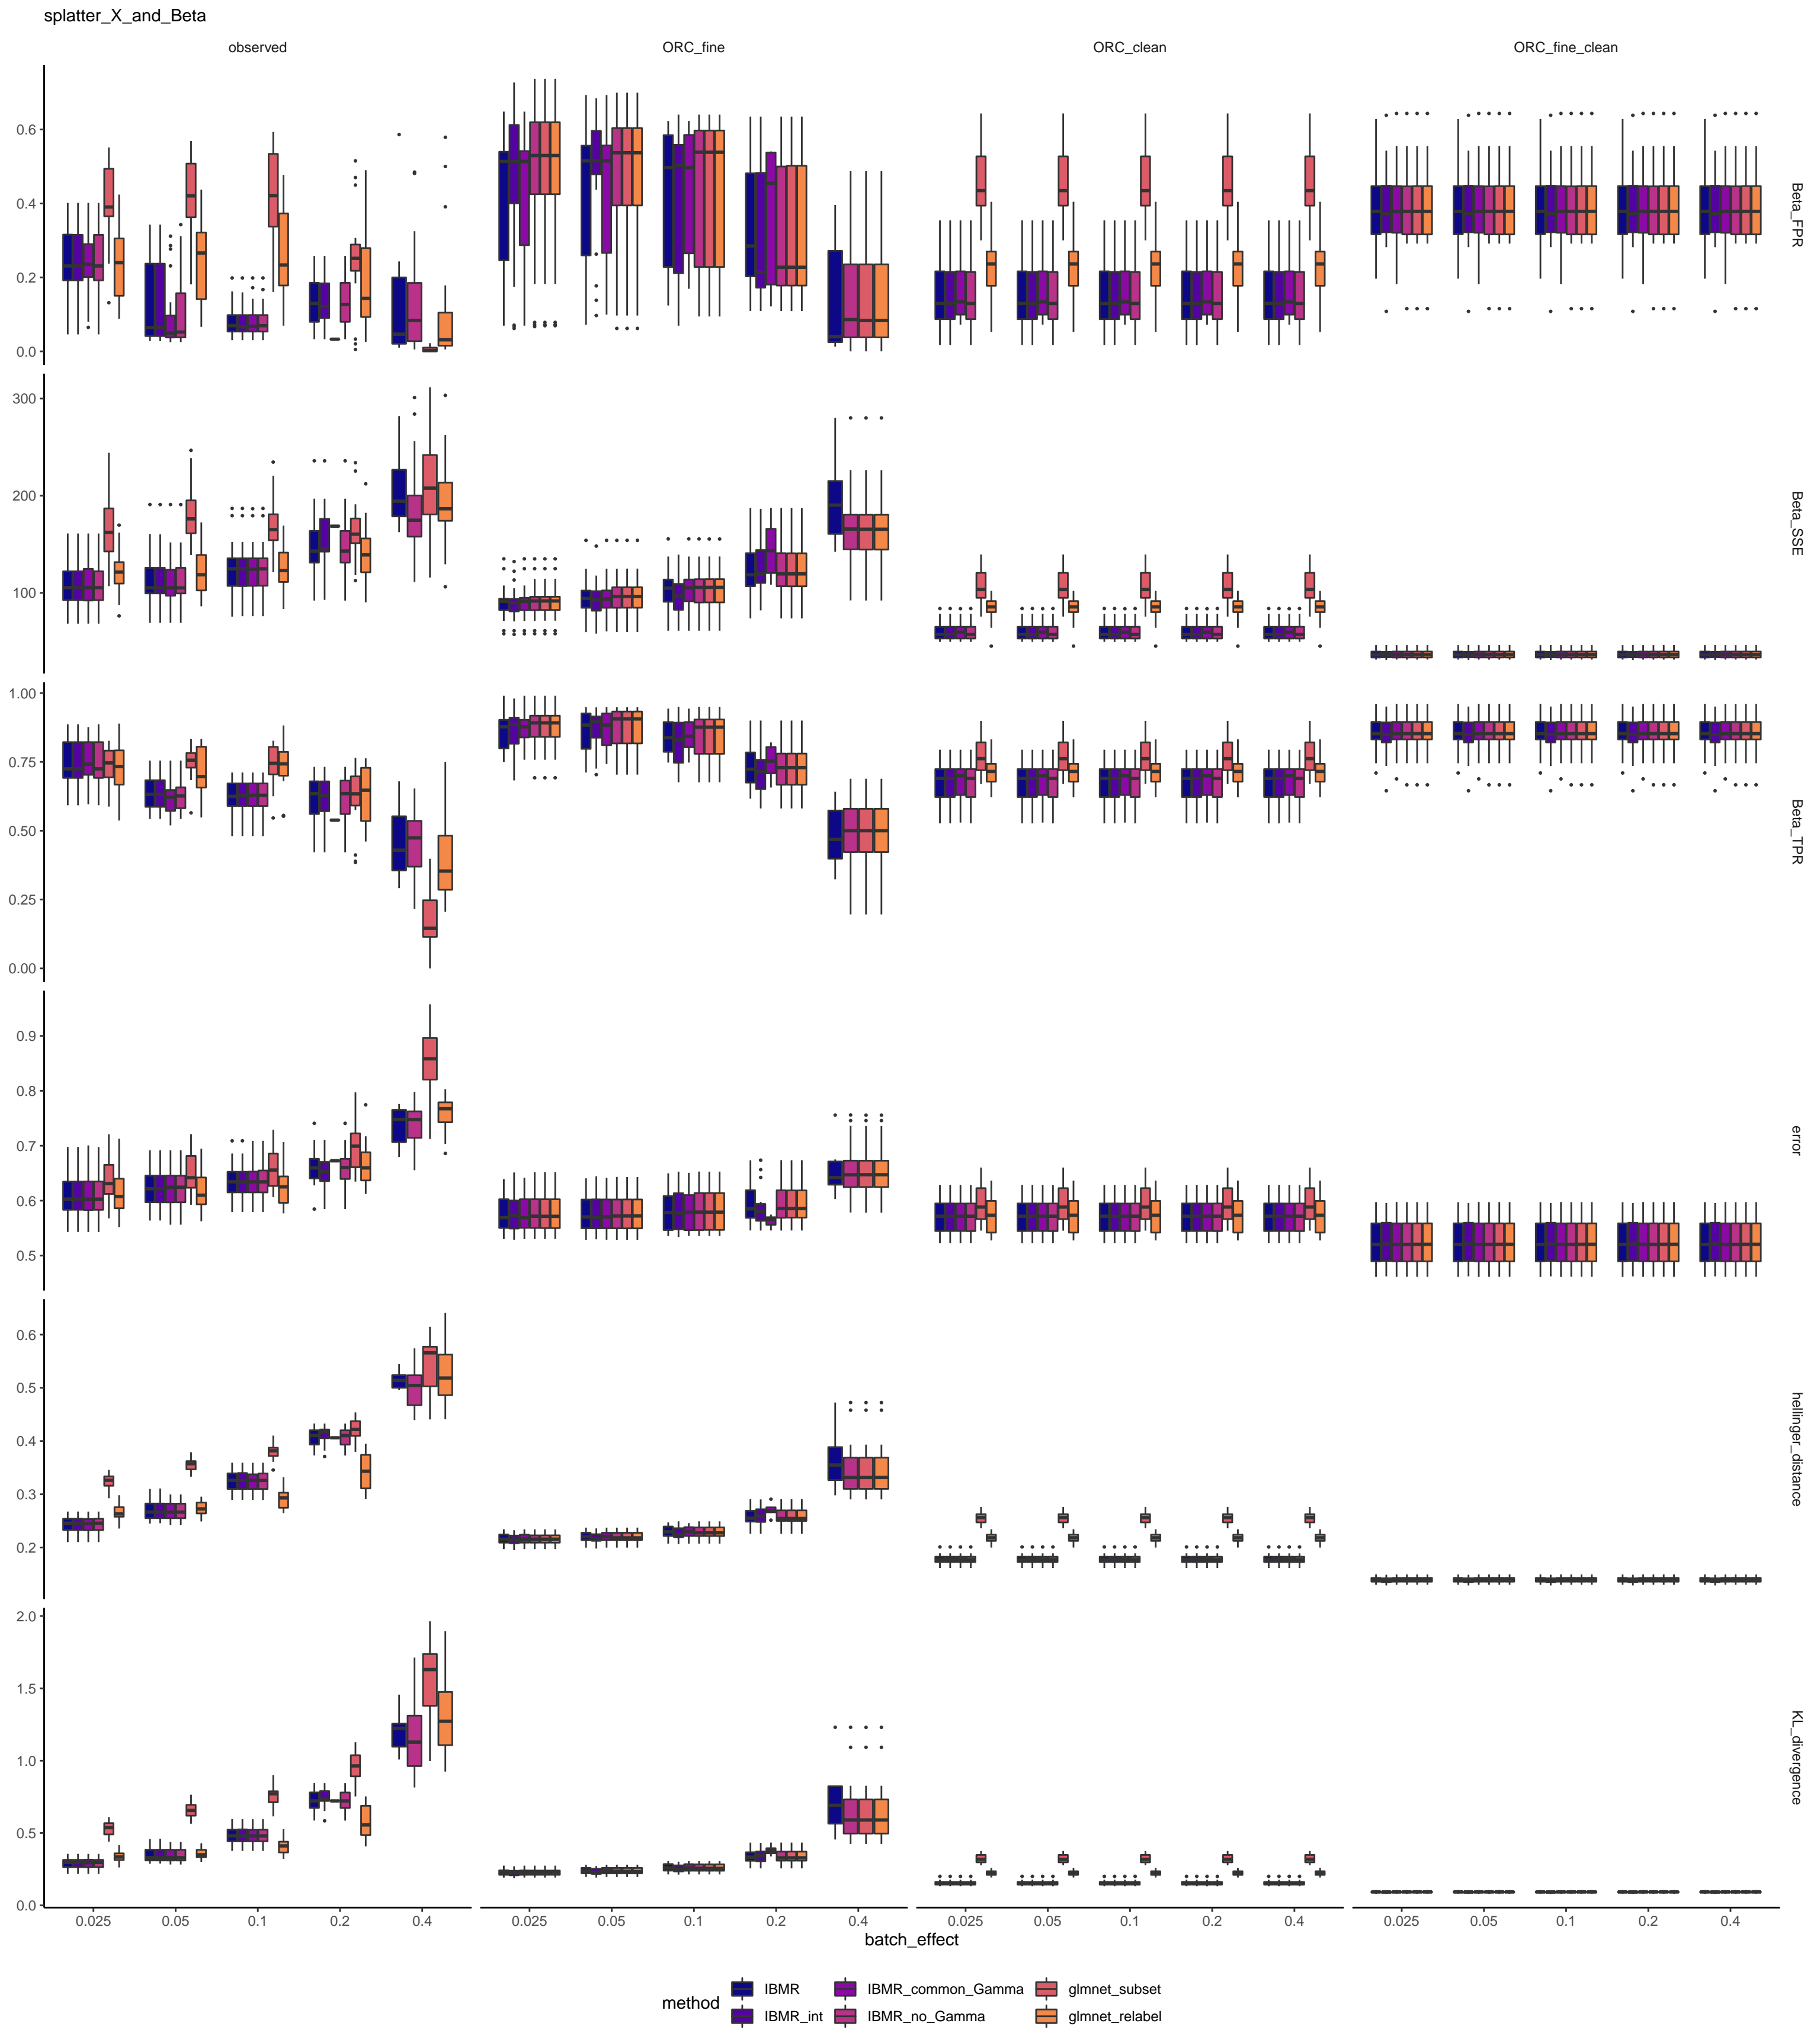 splatter_X_and_Beta
observed ORC_fine ORC_clean ORC_fine_clean
0.6
0.4
0.2
0.0
Beta_FPR
300
200
100
Beta_SSE
1.00
0.75
0.50
0.25
0.00
Beta_TPR
0.9
0.8
0.7
0.6
0.5
error
0.6
0.5
0.4
0.3
0.2
hellinger_distance
2.0
1.5
1.0
0.5
0.0
KL_divergence
0.025 0.05 0.1 0.2 0.4 0.025 0.05 0.1 0.2 0.4 0.025 0.05 0.1 0.2 0.4 0.025 0.05 0.1 0.2 0.4
batch_effect
method
IBMR IBMR_common_Gamma glmnet_subset
IBMR_int IBMR_no_Gamma glmnet_relabel